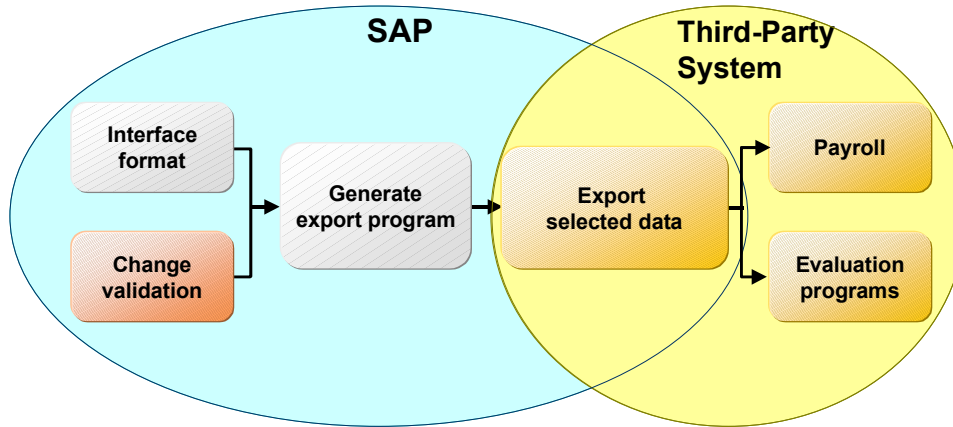 SAP
Third-Party
System
Interface
format
Generate
export program
Export
selected data
Payroll
Change
validation
Evaluation
programs